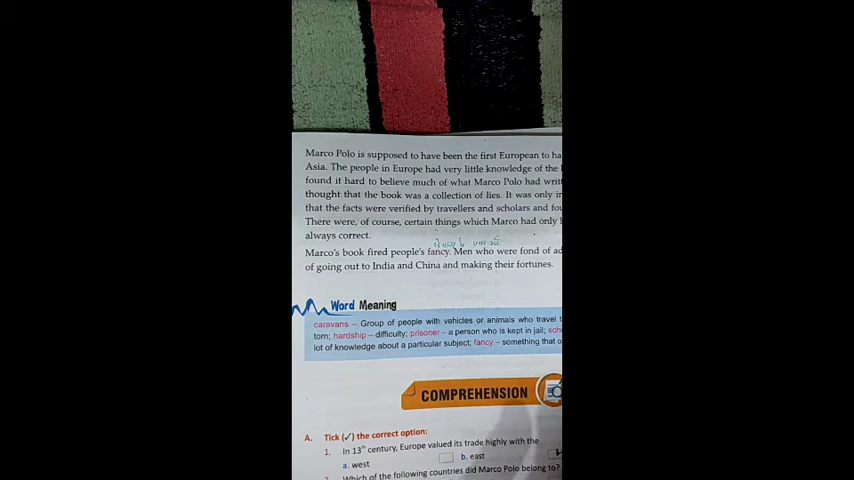 Marco Polo is supposed to have been the first European to
Asia. The people in Europe had very little knowledge of the
found it hard to believe much of what Marco Polo had
thought that the book was a collection of lies. It was only
that the facts were verified by travellers and scholars and
There were, of course, certain things which Marco had only
always correct.
Marco's book fired people's fancy. Men who were fond of
of going out to India and China and making their fortunes.
Word Meaning
caravans – Group of people with vehicles or animals who travel
torn; hardship – difficulty; prisoner – a person who is kept in jail;
lot of knowledge about a particular subject; fancy – something that
COMPREHENSION
A. Tick (✓) the correct option:
1. In 13th century, Europe valued its trade highly with the
a. west b. east
Which of the following countries did Marco Polo belong to?